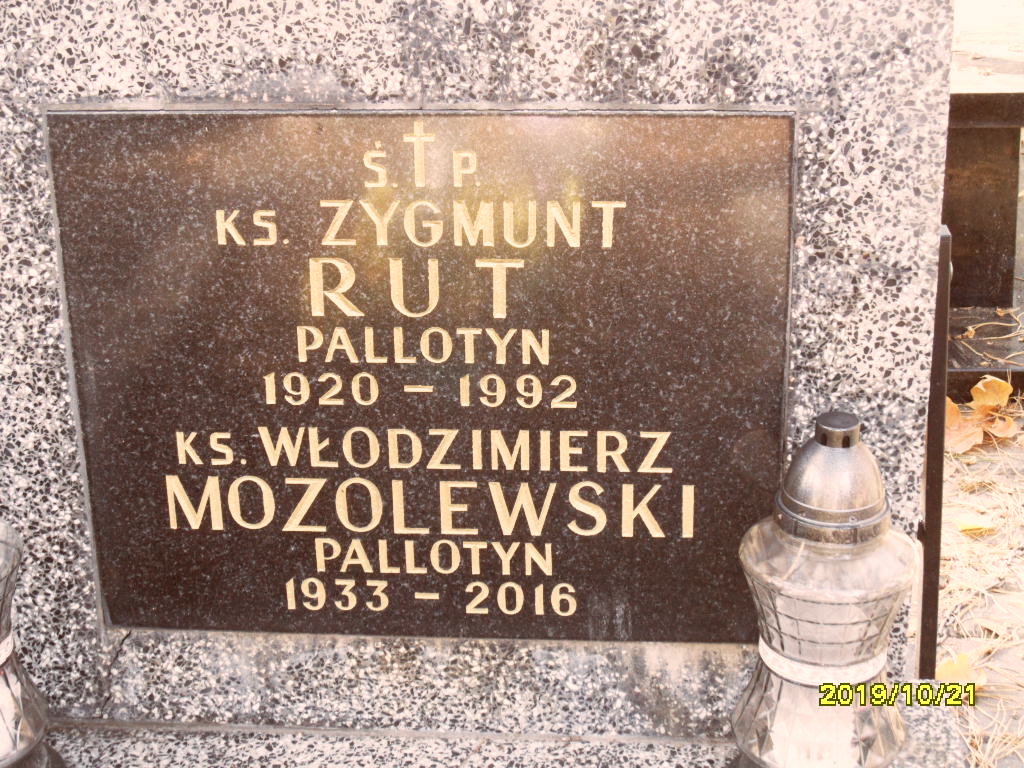 Ś. P.
KS. ZYGMUNT
RUT
PALLOTYN
1920 – 1992
KS. WŁODZIMIERZ
MOZOLEWSKI
PALLOTYN
1933 – 2016
2019/10/21